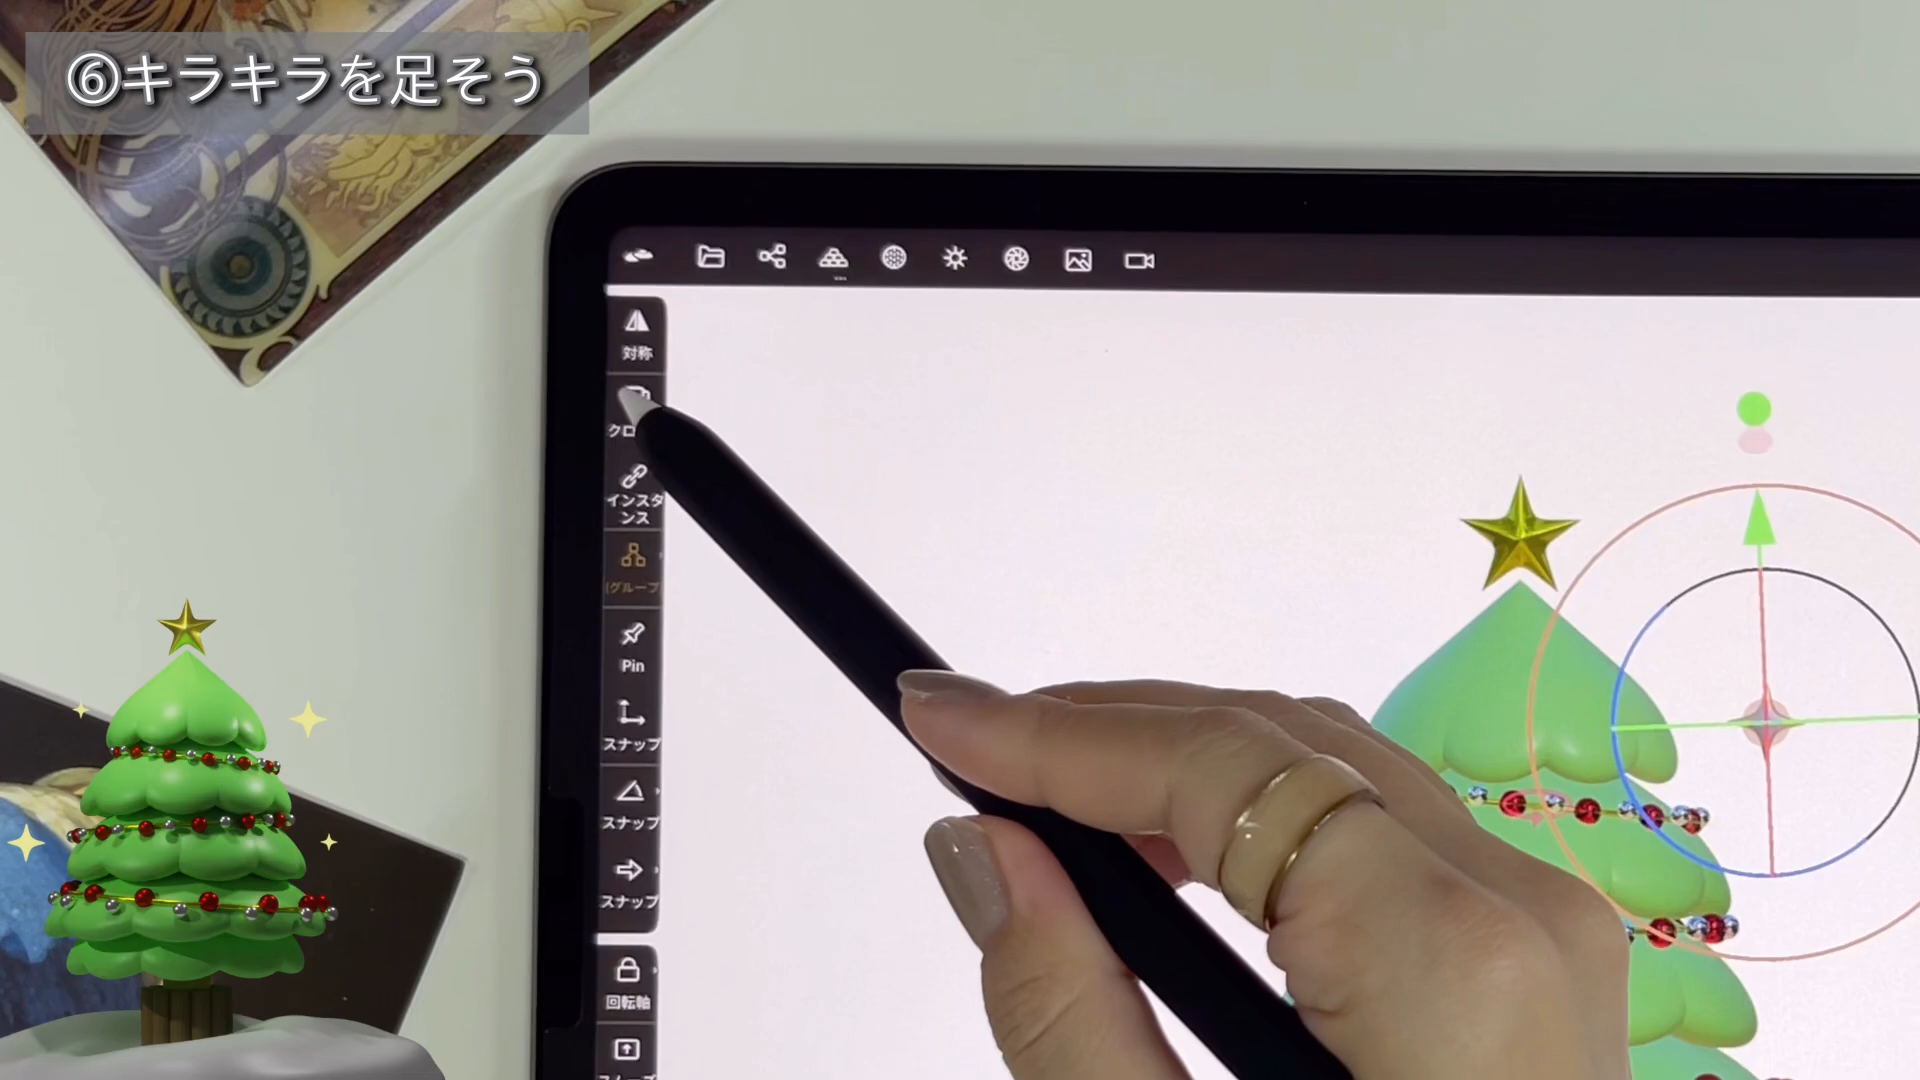 ⑥キラキラを足そう
対称
クロ
インスタ
ンス
(グループ
Pin
スナップ
スナップ
スナップ
回転軸